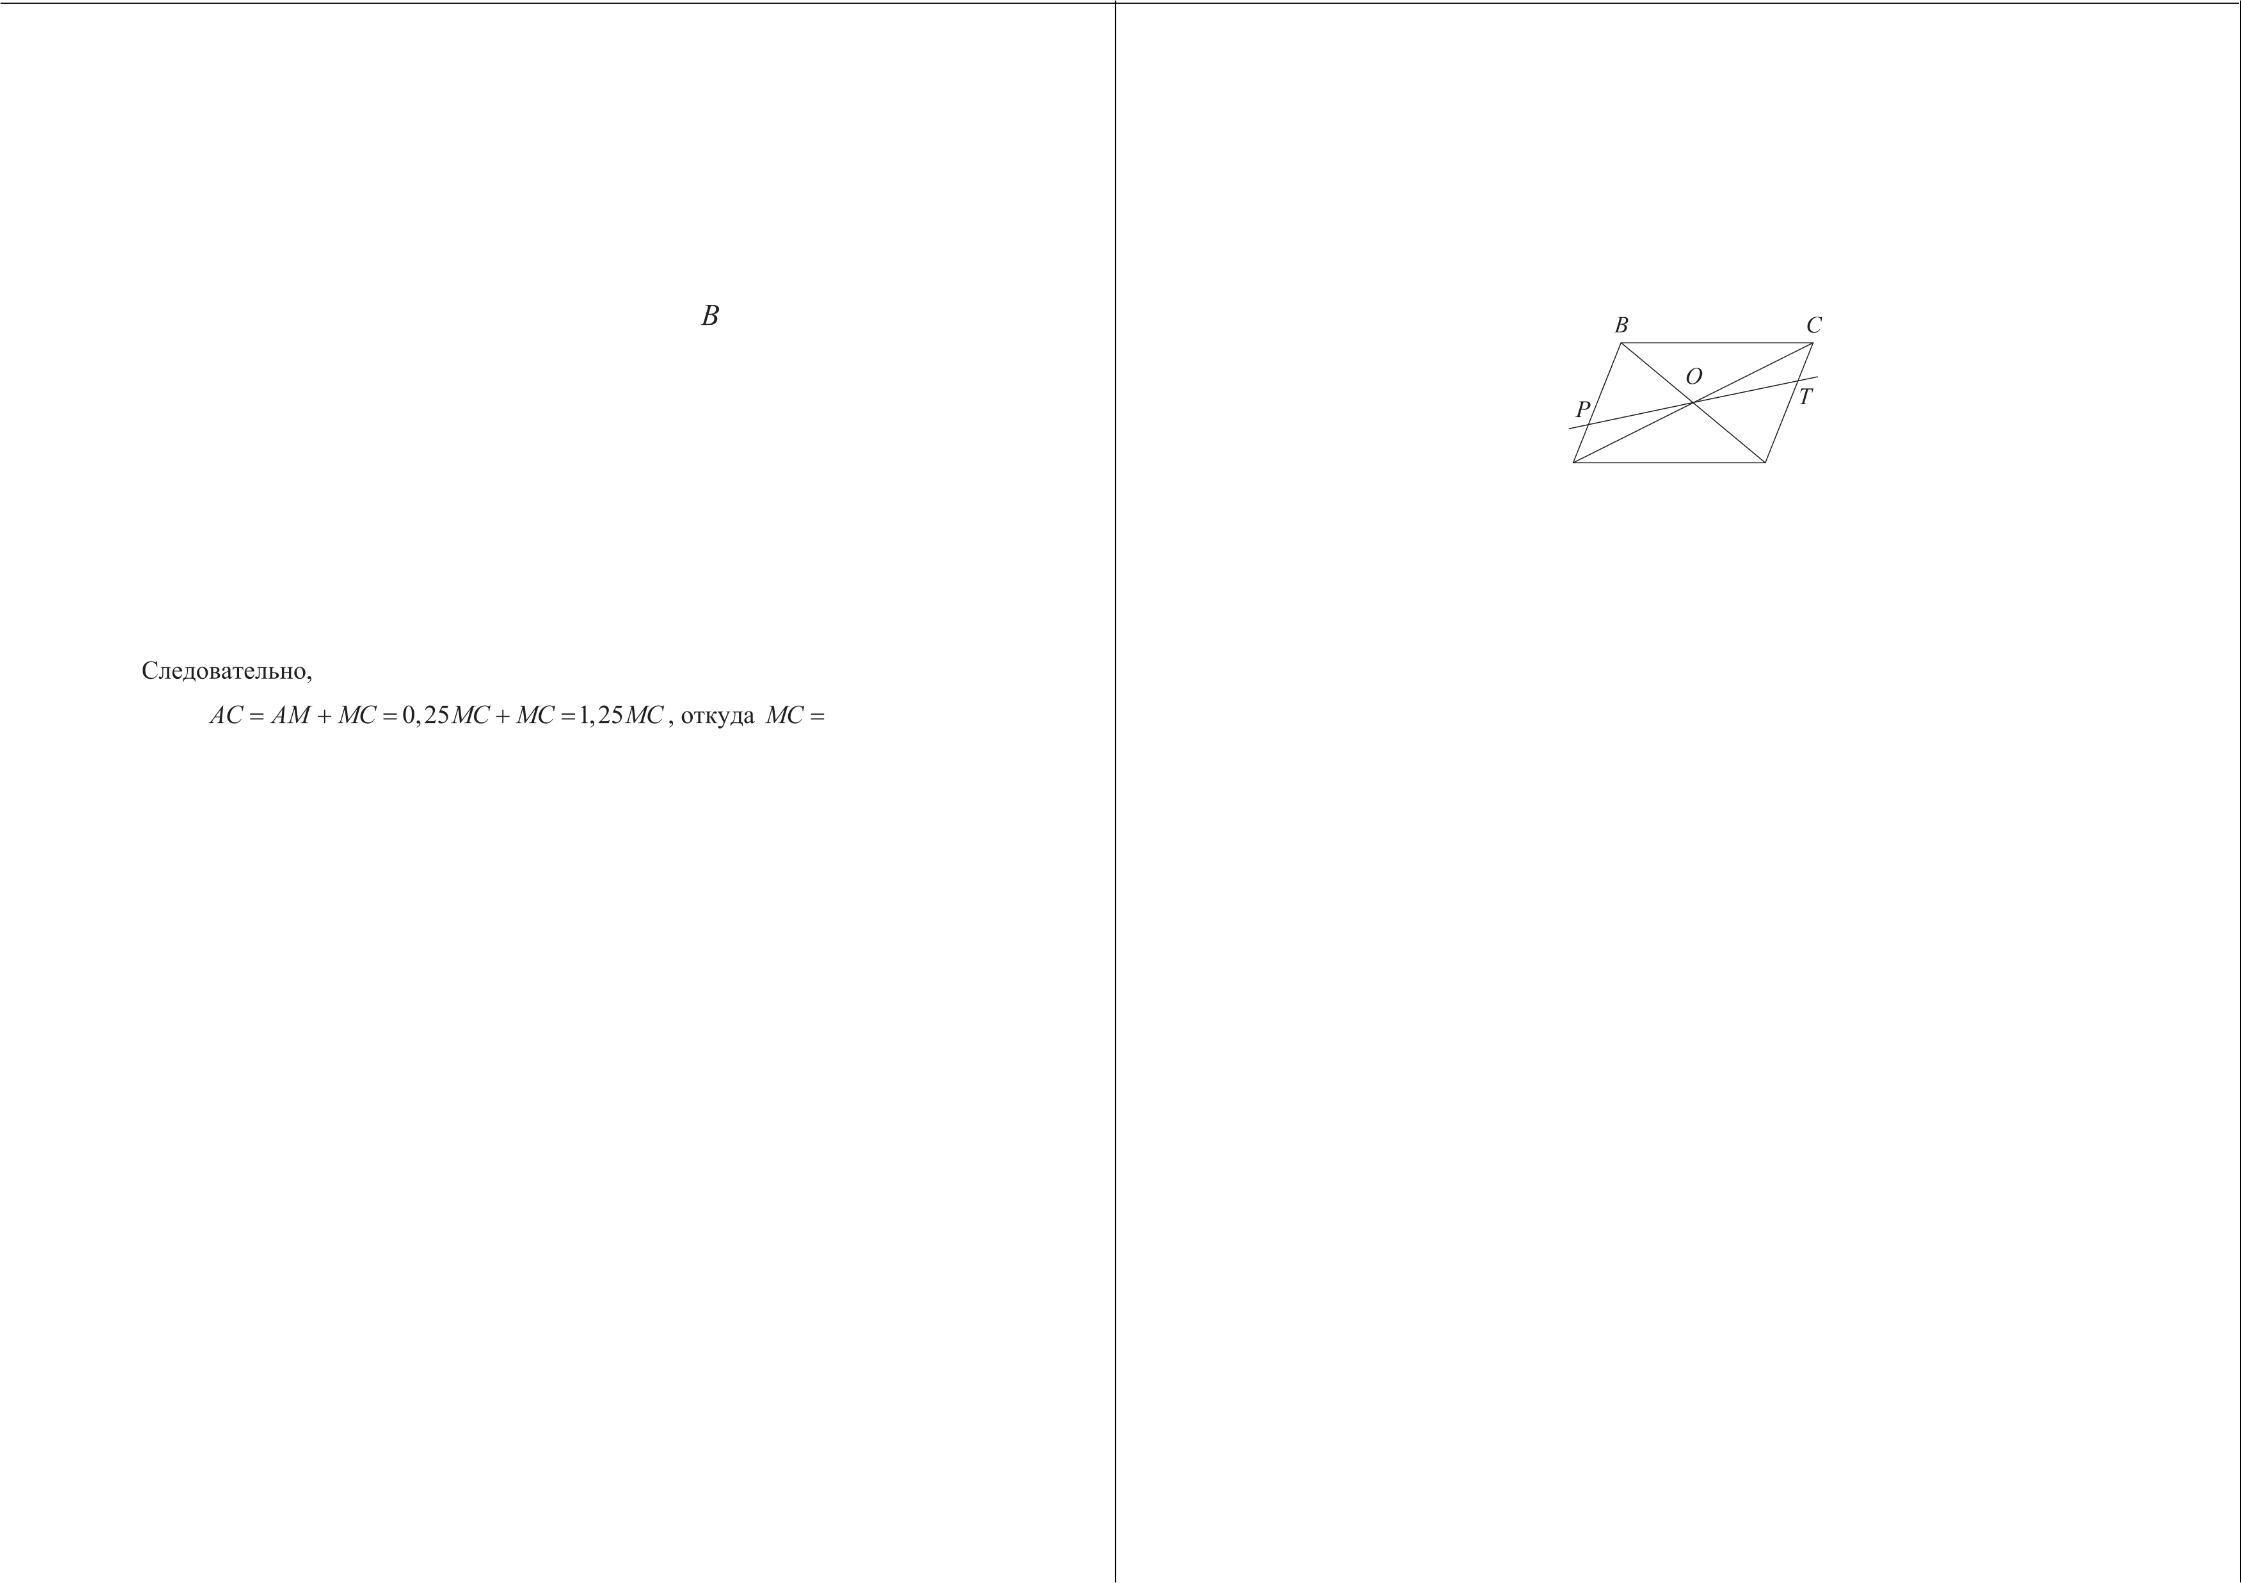 B
Следовательно,
AC = AM + MC = 0,25MC + MC = 1,25MC , откуда MC =
B C
O
P T